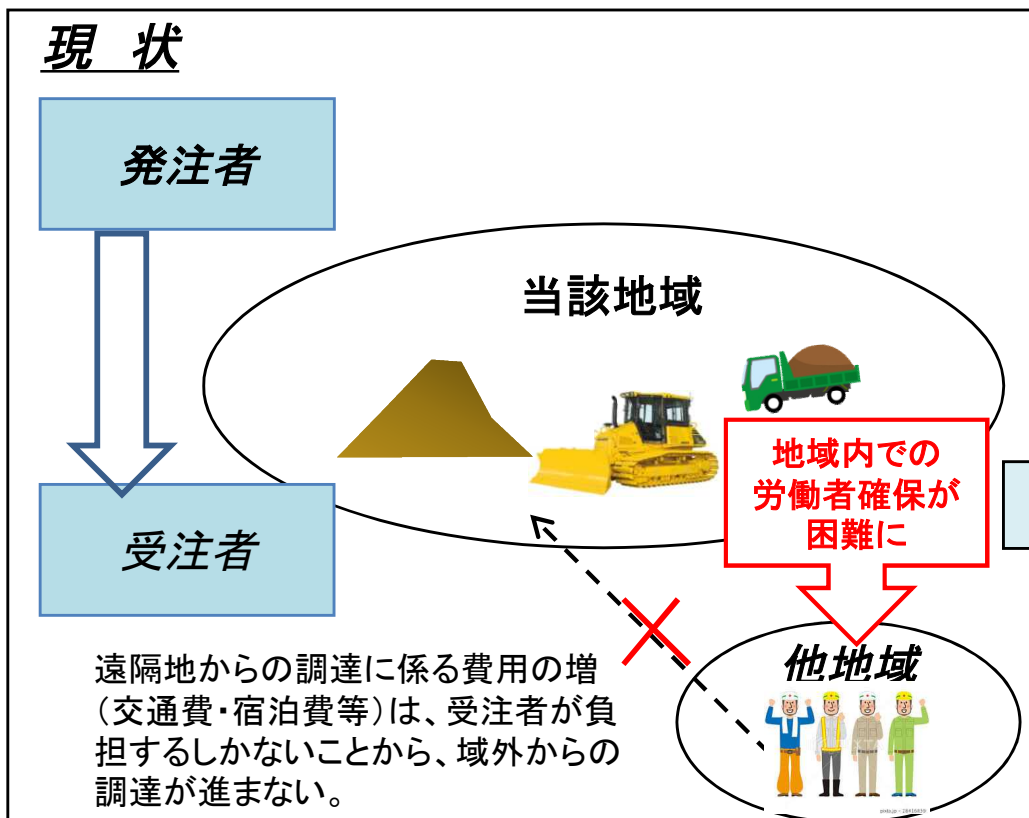 現 状
発注者
当該地域
地域内での
労働者確保が
困難に
受注者
他地域
遠隔地からの調達に係る費用の増
（交通費・宿泊費等）は、受注者が負
担するしかないことから、域外からの
調達が進まない。